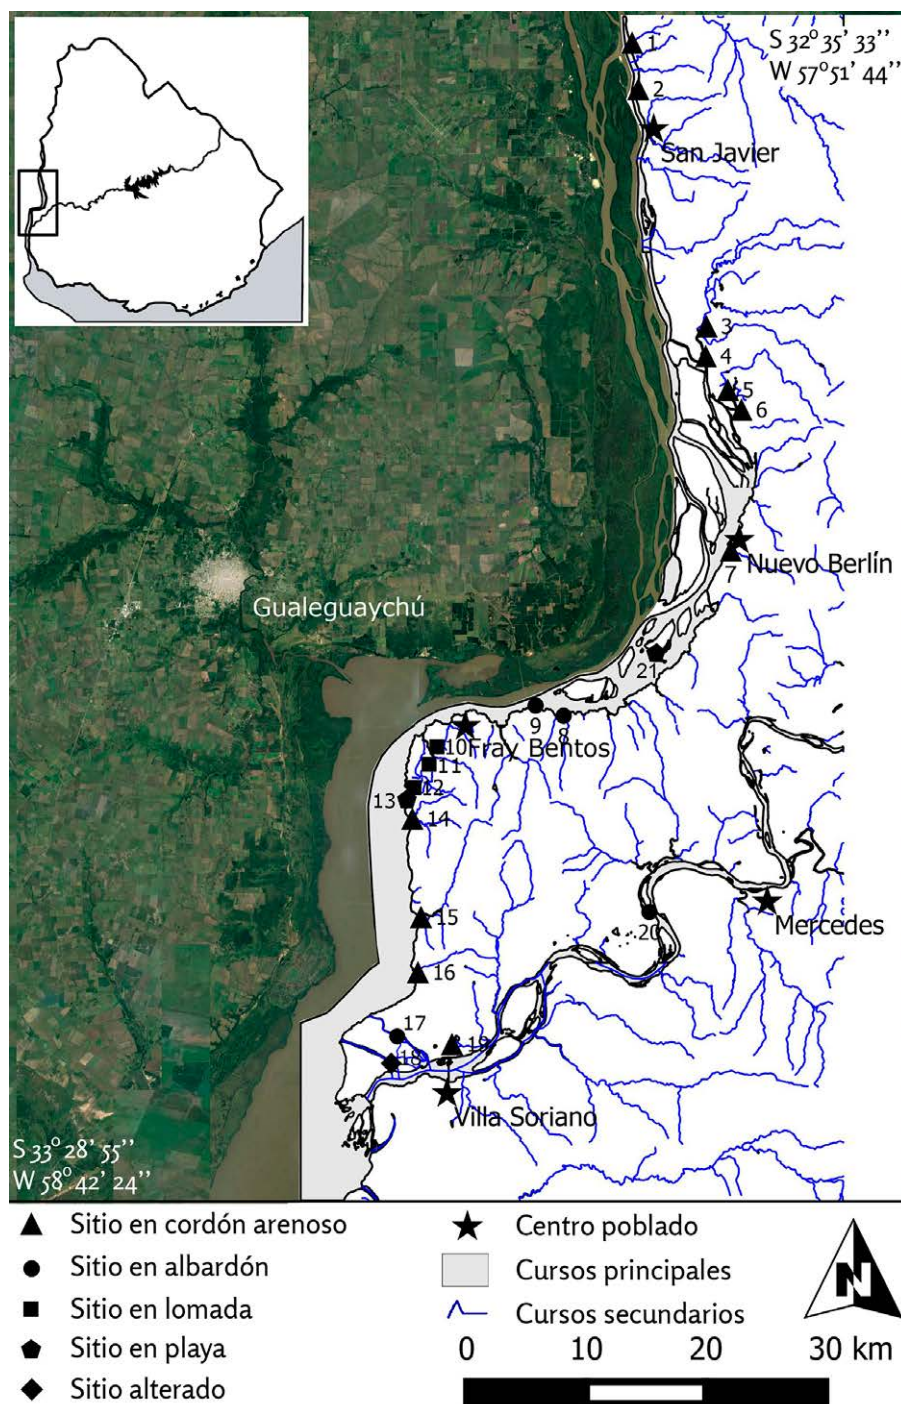 S 32° 35' 33''
W 57° 51' 44''
1
2
San Javier
3
4
5
6
7
Nuevo Berlín
Gualeguaychú
21
9
8
10
Fray Bentos
11
12
13
14
15
20
Mercedes
16
17
18
19
Villa Soriano
S 33° 28' 55''
W 58° 42' 24''
Sitio en cordón arenoso
Sitio en albardón
Sitio en lomada
Sitio en playa
Sitio alterado
Centro poblado
Cursos principales
Cursos secundarios
N
0 10 20 30 km